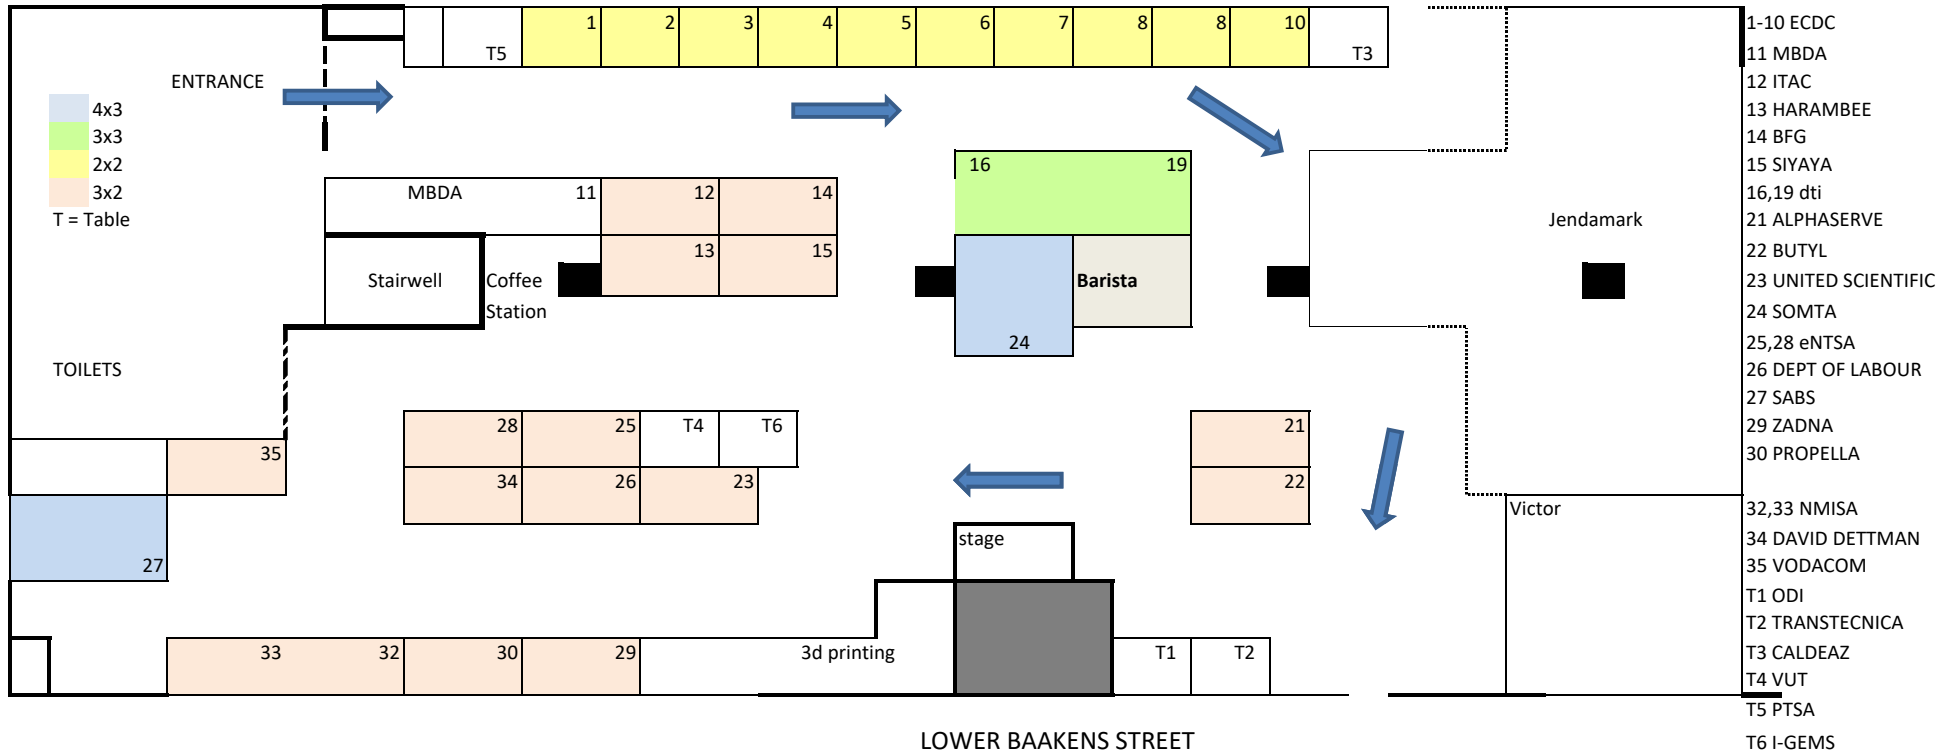 1 2 3 4 5 6 7 8 8 10
T5 T3
ENTRANCE
4x3
3x3
2x2
3x2
T = Table
MBDA 11 12 14
16 19
13 15
Stairwell
Coffee
Station
Barista
24
Jendamark
TOILETS
28 25 T4 T6
21
35
34 26 23
22
27
Victor
stage
33 32 30 29 3d printing T1 T2
LOWER BAAKENS STREET
1-10 ECDC
11 MBDA
12 ITAC
13 HARAMBEE
14 BFG
15 SIYAYA
16,19 dti
21 ALPHASERVE
22 BUTYL
23 UNITED SCIENTIFIC
24 SOMTA
25,28 eNTSA
26 DEPT OF LABOUR
27 SABS
29 ZADNA
30 PROPELLA
32,33 NMISA
34 DAVID DETTMAN
35 VODACOM
T1 ODI
T2 TRANSTECNICA
T3 CALDEAZ
T4 VUT
T5 PTSA
T6 I-GEMS